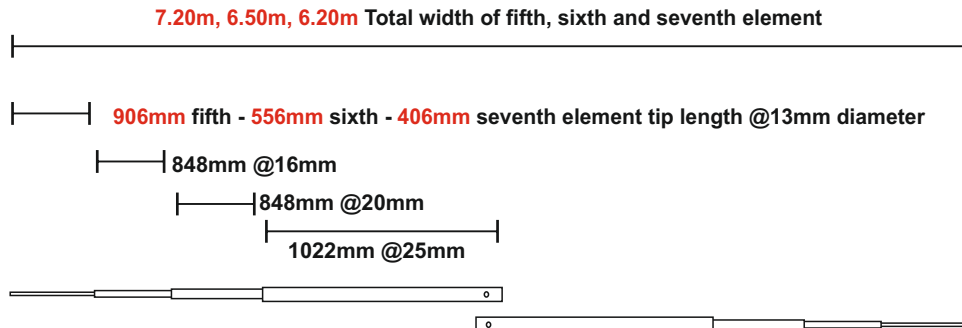 7.20m, 6.50m, 6.20m Total width of fifth, sixth and seventh element
906mm fifth - 556mm sixth - 406mm seventh element tip length @13mm diameter
848mm @16mm
848mm @20mm
1022mm @25mm